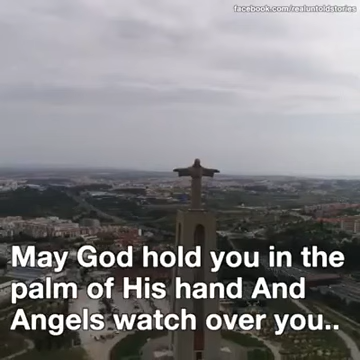 facebook.com/realuntoldstories
May God hold you in the
palm of His hand And
Angels watch over you..